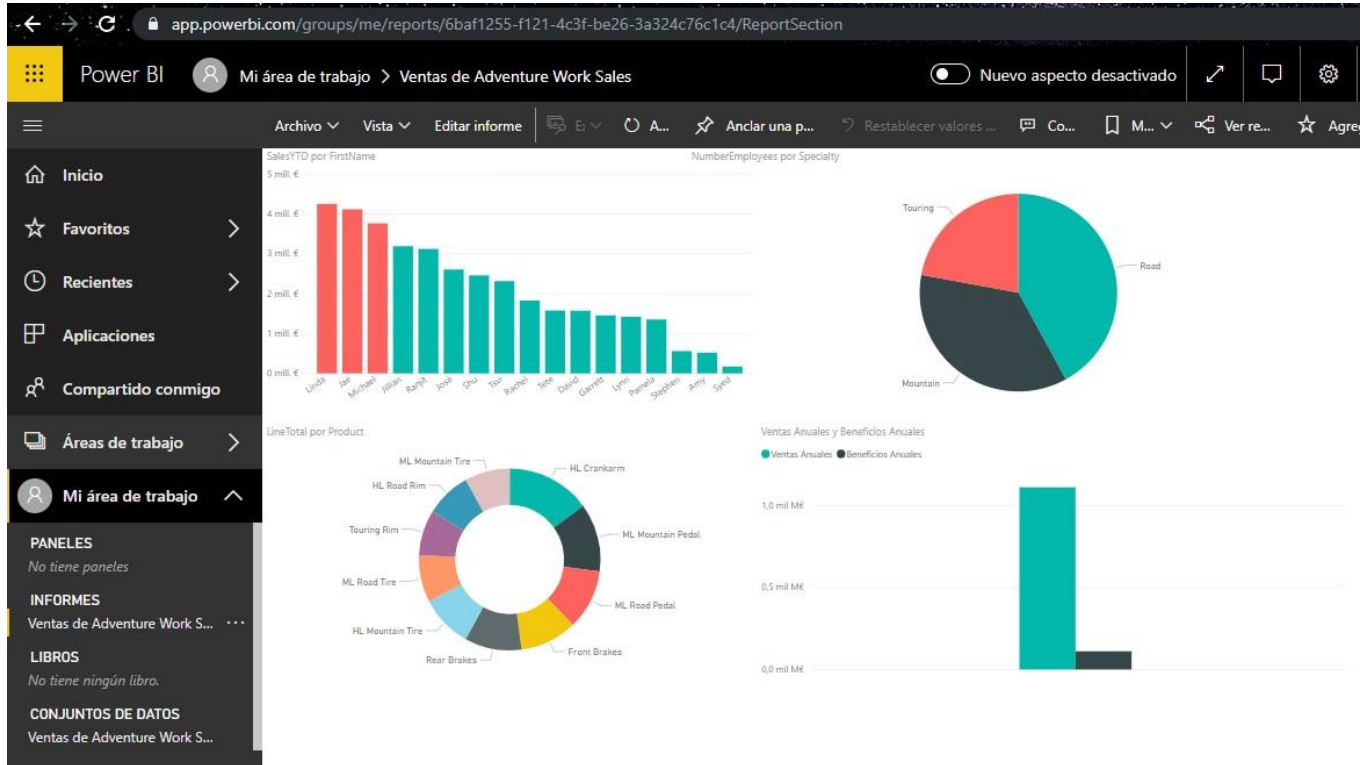 app.powerbi.com/groups/me/reports/6baf1255-f121-4c3f-be26-3a324c76c1c4/ReportSection
Power BI
Mi área de trabajo > Ventas de Adventure Work Sales
Nuevo aspecto desactivado
Archivo
Vista
Editar informe
A...
Anclar una p...
Restablecer valores ...
Co...
M...
Ver re...
Agre
Inicio
Favoritos
Recientes
Aplicaciones
Compartido conmigo
Áreas de trabajo
Mi área de trabajo
PANELES
No tiene paneles
INFORMES
Ventas de Adventure Work S... ...
LIBROS
No tiene ningún libro.
CONJUNTOS DE DATOS
Ventas de Adventure Work S...
SalesYTD por FirstName
5 mill. €
4 mill. €
3 mill. €
2 mill. €
1 mill. €
0 mill. €
Linda
Jae
Michael
Jillian
Ranjit
José
Shu
Tsvi
Rachel
Tete
David
Garrett
Lynn
Pamela
Stephen
Amy
Syed
NumberEmployees por Specialty
Touring
Road
Mountain
LineTotal por Product
ML Mountain Tire
HL Crankarm
HL Road Rim
ML Mountain Pedal
Touring Rim
ML Road Tire
ML Road Pedal
HL Mountain Tire
Front Brakes
Rear Brakes
Ventas Anuales y Beneficios Anuales
Ventas Anuales
Beneficios Anuales
1,0 mil M€
0,5 mil M€
0,0 mil M€